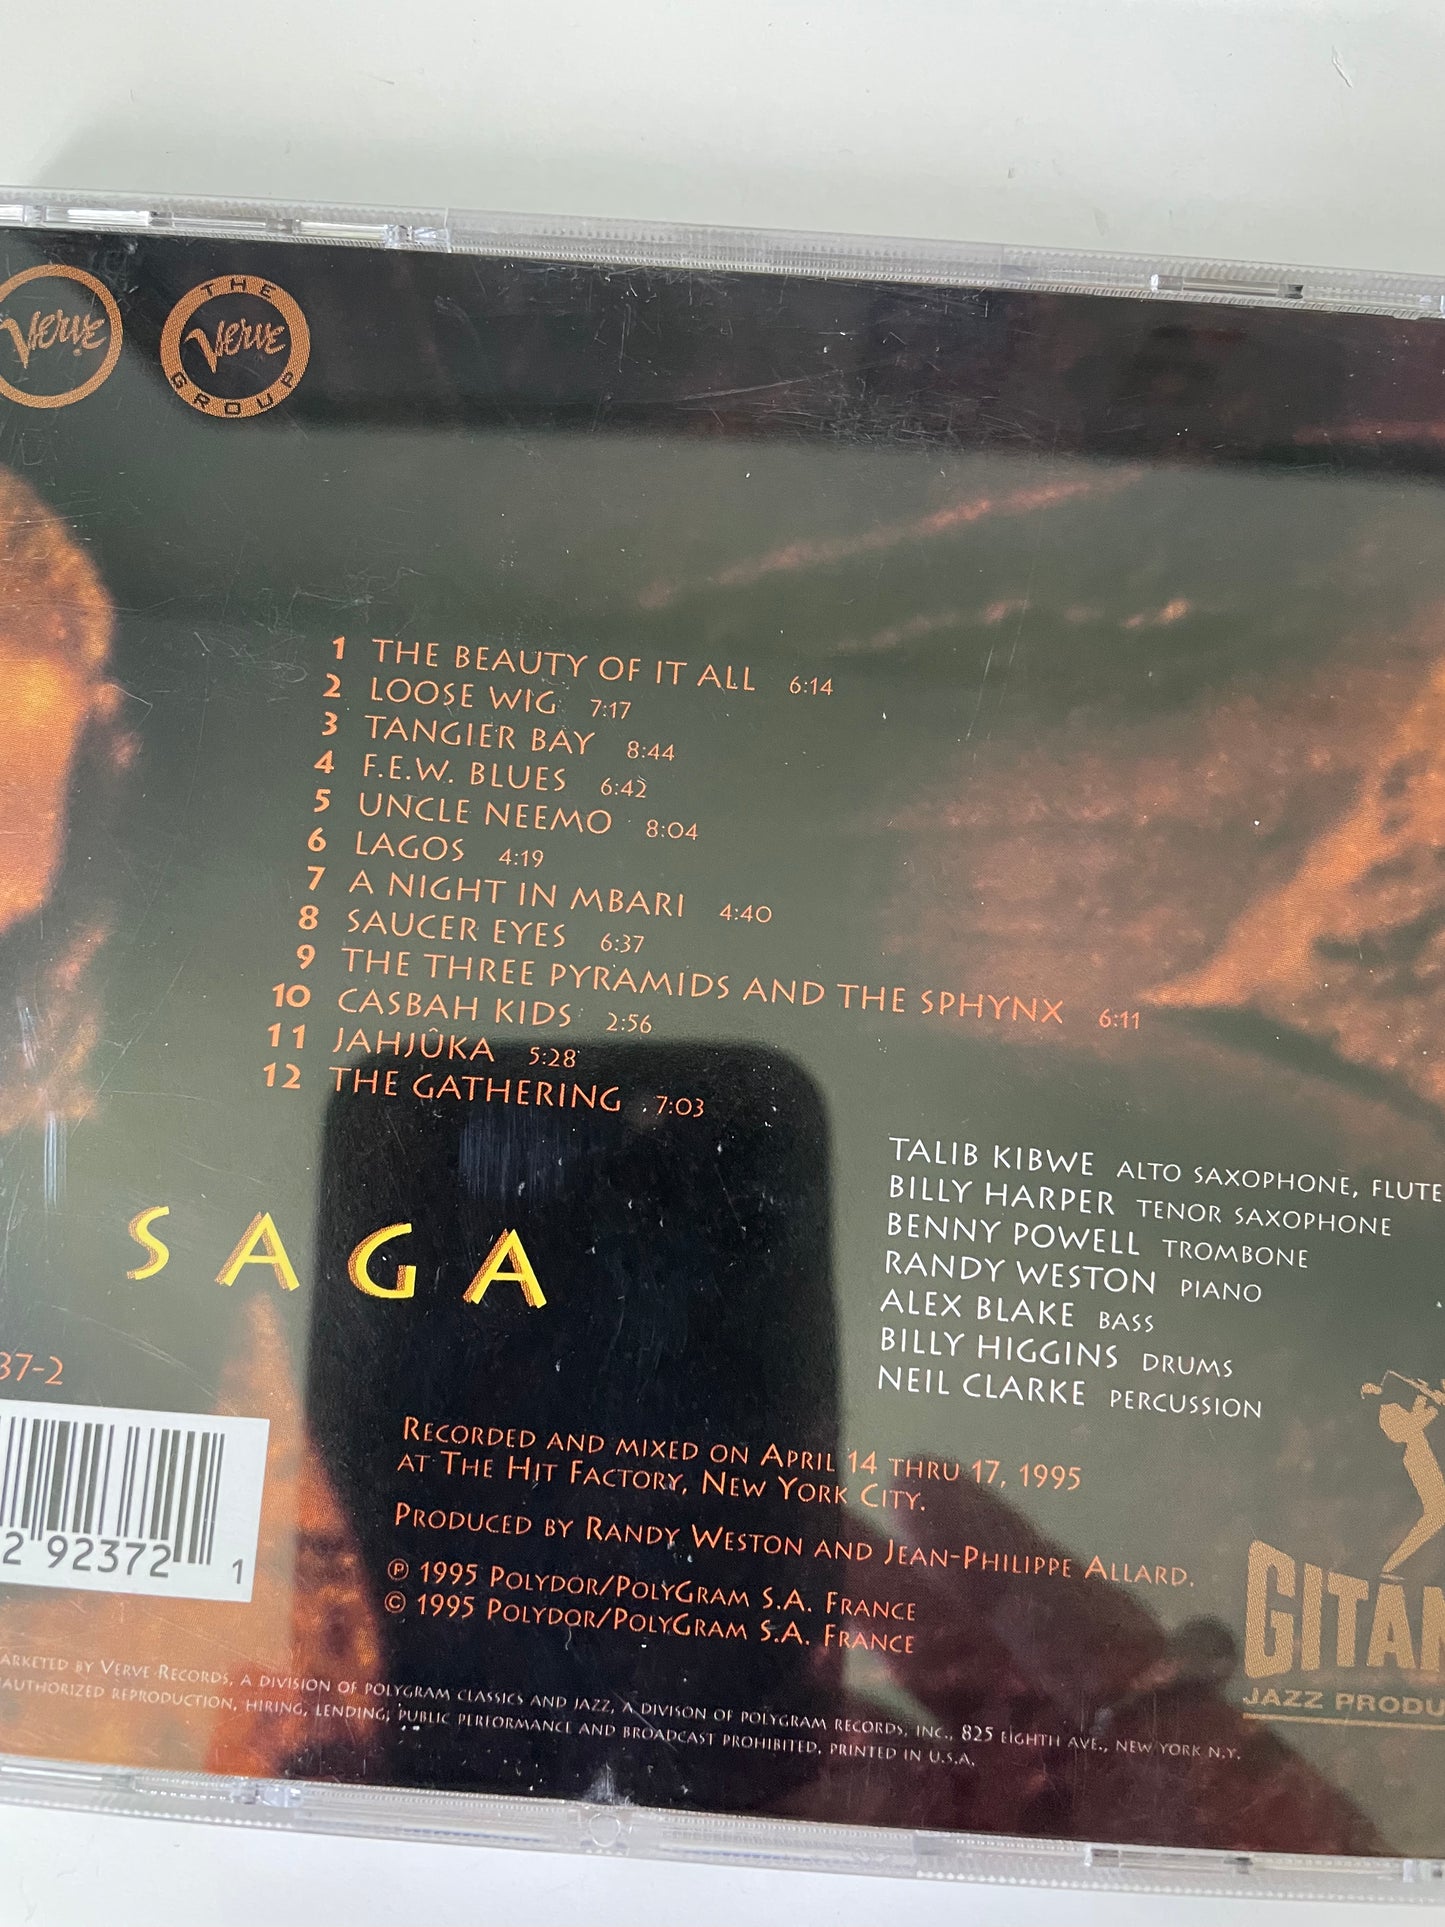 Verve
THE Verve GROUP
1 THE BEAUTY OF IT ALL 6:14
2 LOOSE WIG 7:17
3 TANGIER BAY 8:44
4 F.E.W. BLUES 6:42
5 UNCLE NEEMO 8:04
6 LAGOS 4:19
7 A NIGHT IN MBARI 4:40
8 SAUCER EYES 6:37
9 THE THREE PYRAMIDS AND THE SPHYNX 6:11
10 CASBAH KIDS 2:56
11 JAHJÛKA 5:28
12 THE GATHERING 7:03
TALIB KIBWE ALTO SAXOPHONE, FLUTE
BILLY HARPER TENOR SAXOPHONE
BENNY POWELL TROMBONE
RANDY WESTON PIANO
ALEX BLAKE BASS
BILLY HIGGINS DRUMS
NEIL CLARKE PERCUSSION
SAGA
37-2
2 92372 1
RECORDED AND MIXED ON APRIL 14 THRU 17, 1995
AT THE HIT FACTORY, NEW YORK CITY.
PRODUCED BY RANDY WESTON AND JEAN-PHILIPPE ALLARD.
℗ 1995 POLYDOR/POLYGRAM S.A. FRANCE
© 1995 POLYDOR/POLYGRAM S.A. FRANCE
GITAN
JAZZ PRODU
ARKETED BY VERVE RECORDS, A DIVISION OF POLYGRAM CLASSICS AND JAZZ, A DIVISON OF POLYGRAM RECORDS, INC., 825 EIGHTH AVE., NEW YORK N.Y.
AUTHORIZED REPRODUCTION, HIRING, LENDING, PUBLIC PERFORMANCE AND BROADCAST PROHIBITED. PRINTED IN U.S.A.